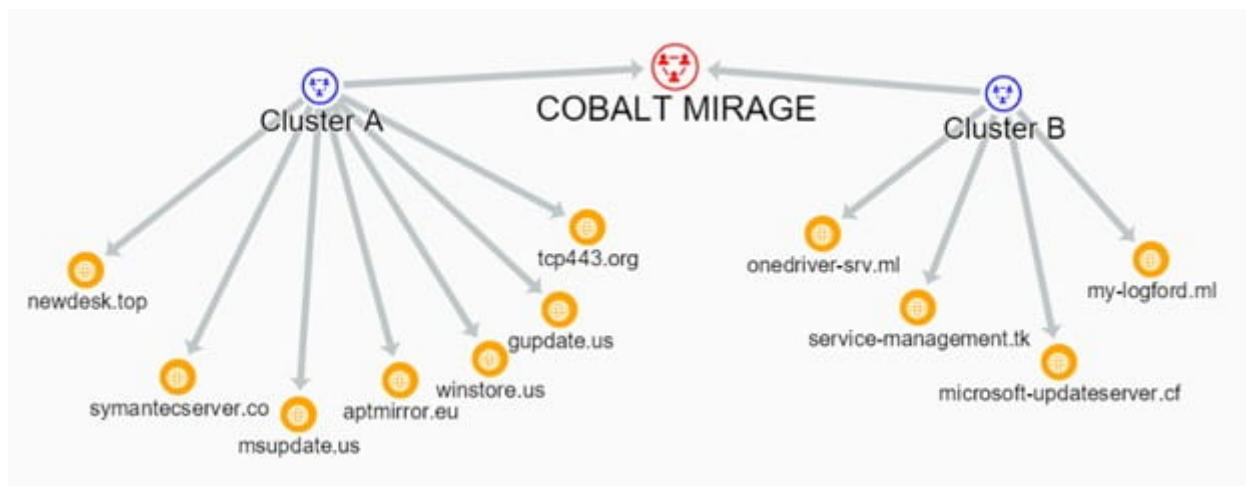 COBALT MIRAGE
Cluster A
Cluster B
tcp443.org
onedriver-srv.ml
my-logford.ml
newdesk.top
gupdate.us
service-management.tk
winstore.us
microsoft-updateserver.cf
symantecserver.co
aptmirror.eu
msupdate.us